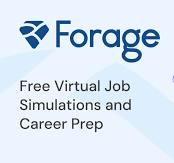 Forage
Free Virtual Job
Simulations and
Career Prep